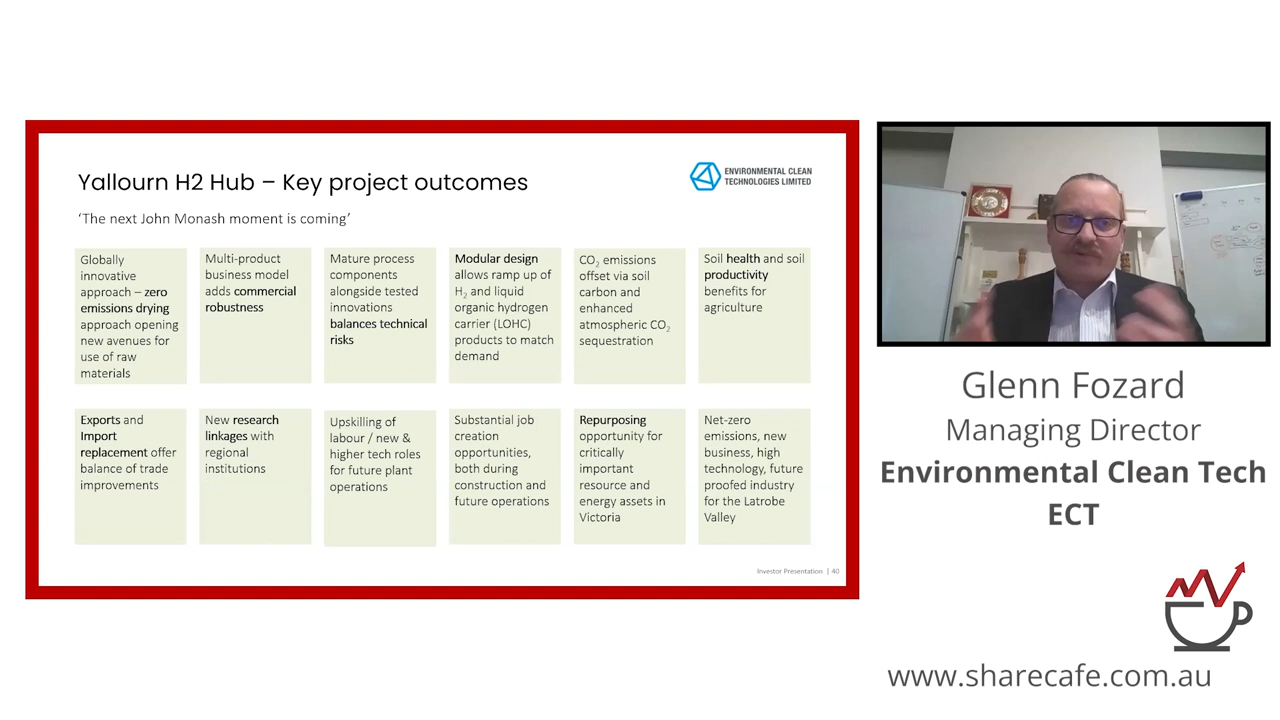 Yallourn H2 Hub – Key project outcomes
ENVIRONMENTAL CLEAN
TECHNOLOGIES LIMITED
‘The next John Monash moment is coming’
Globally
innovative
approach – zero
emissions drying
approach opening
new avenues for
use of raw
materials
Multi-product
business model
adds commercial
robustness
Mature process
components
alongside tested
innovations
balances technical
risks
Modular design
allows ramp up of
H₂ and liquid
organic hydrogen
carrier (LOHC)
products to match
demand
CO₂ emissions
offset via soil
carbon and
enhanced
atmospheric CO₂
sequestration
Soil health and soil
productivity
benefits for
agriculture
Exports and
Import
replacement offer
balance of trade
improvements
New research
linkages with
regional
institutions
Upskilling of
labour / new &
higher tech roles
for future plant
operations
Substantial job
creation
opportunities,
both during
construction and
future operations
Repurposing
opportunity for
critically
important
resource and
energy assets in
Victoria
Net-zero
emissions, new
business, high
technology, future
proofed industry
for the Latrobe
Valley
Investor Presentation | 40
Glenn Fozard
Managing Director
Environmental Clean Tech
ECT
www.sharecafe.com.au